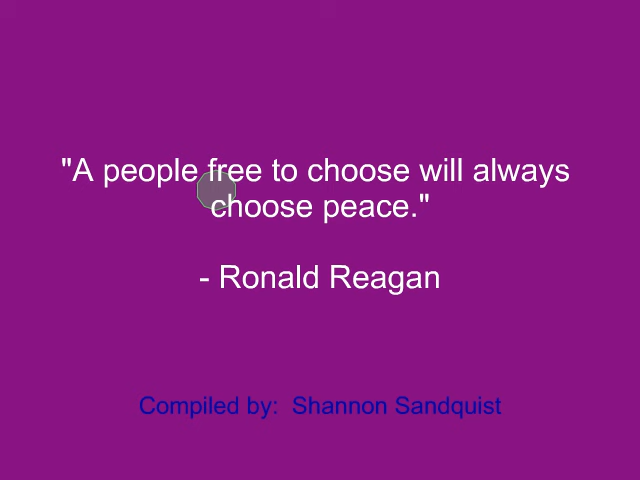 "A people free to choose will always
choose peace."
- Ronald Reagan
Compiled by:  Shannon Sandquist